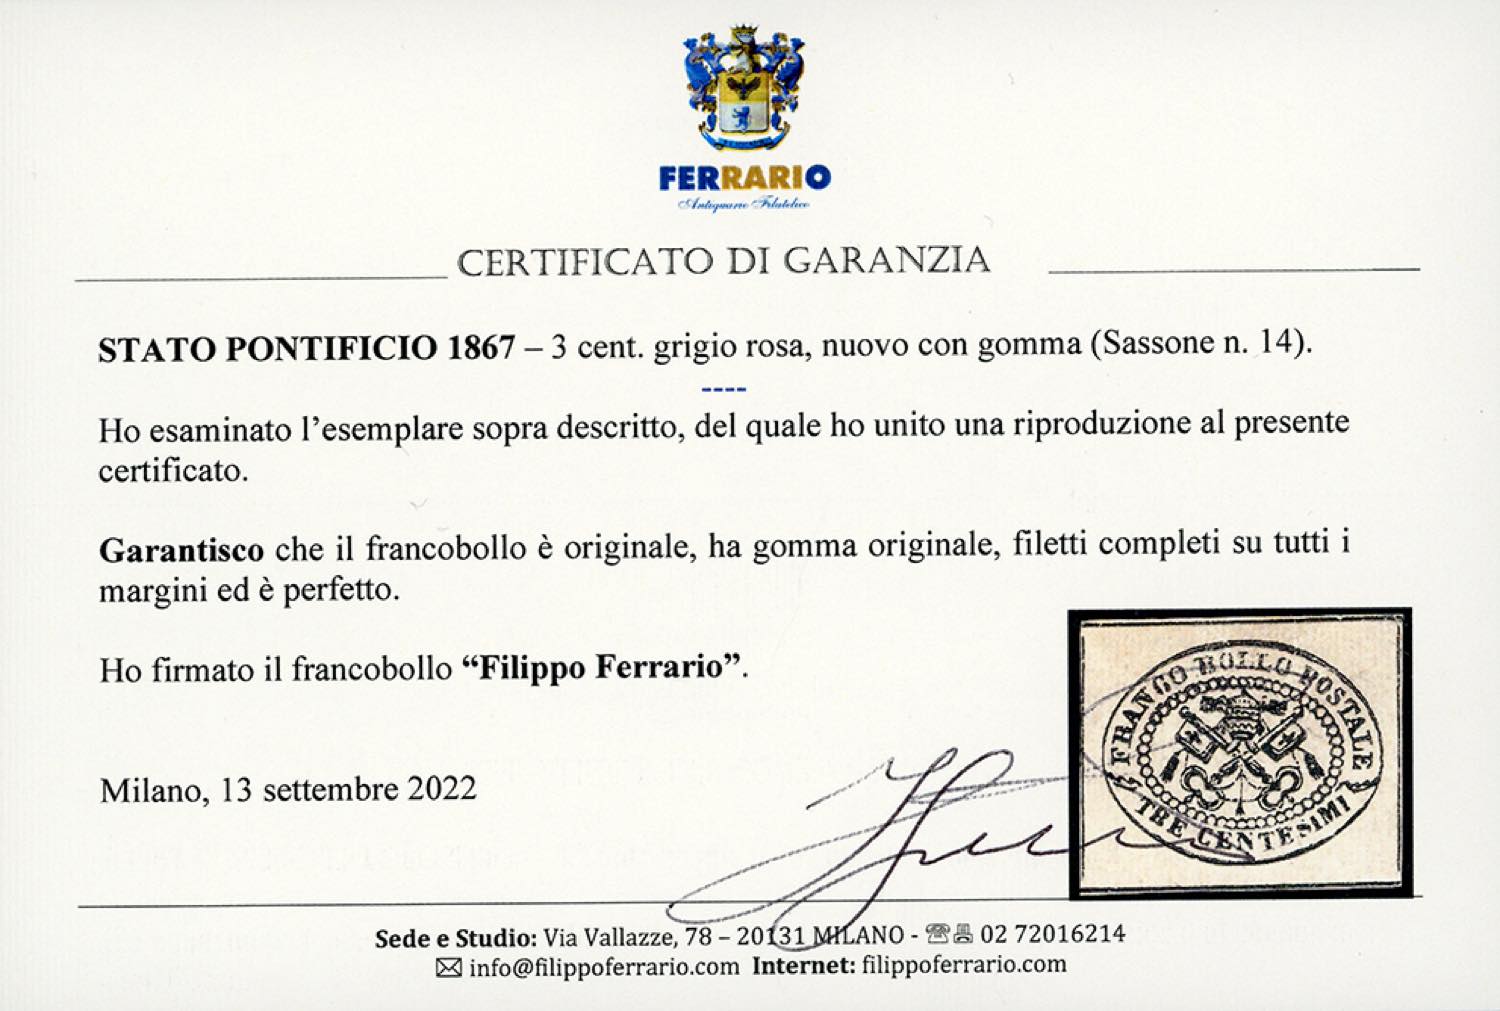 FERRARIO
Antiquario Filatelico
CERTIFICATO DI GARANZIA
STATO PONTIFICIO 1867 – 3 cent. grigio rosa, nuovo con gomma (Sassone n. 14).
----
Ho esaminato l’esemplare sopra descritto, del quale ho unito una riproduzione al presente
certificato.
Garantisco che il francobollo è originale, ha gomma originale, filetti completi su tutti i
margini ed è perfetto.
Ho firmato il francobollo “Filippo Ferrario”.
FRANCO BOLLO POSTALE
TRE CENTESIMI
Milano, 13 settembre 2022
Sede e Studio: Via Vallazze, 78 – 20131 MILANO - 02 72016214
info@filippoferrario.com Internet: filippoferrario.com